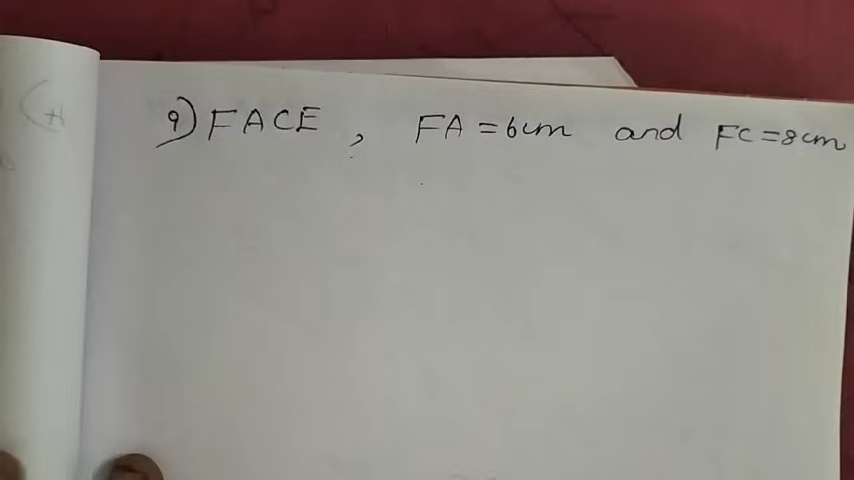 9) FACE , FA = 6cm and FC = 8cm